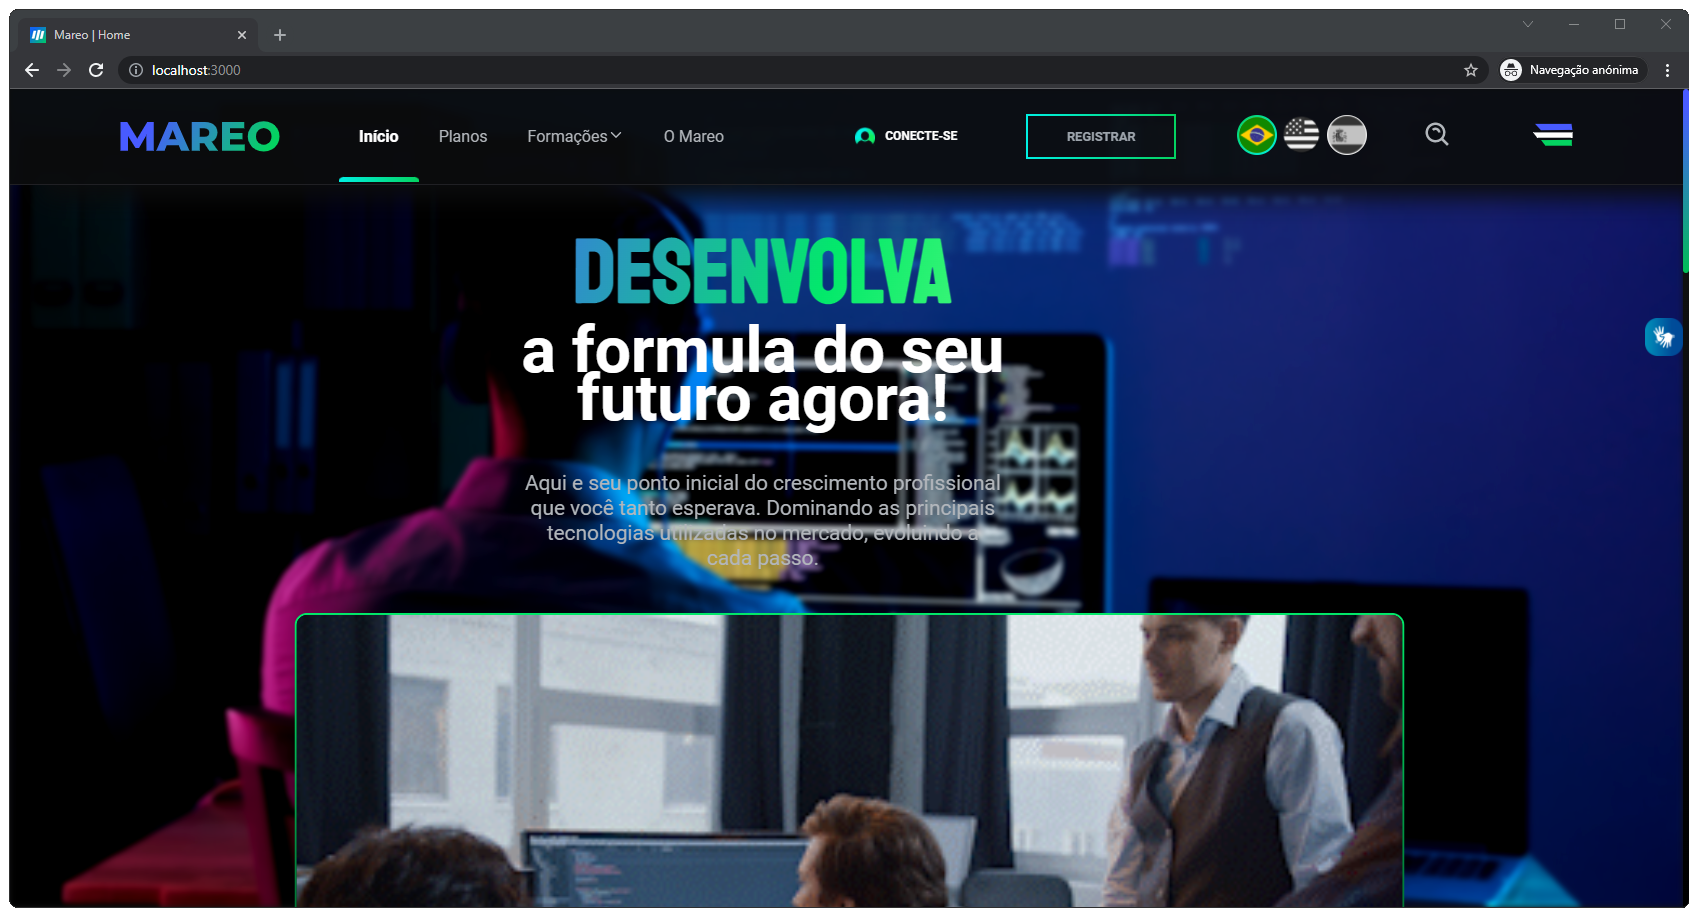 Mareo | Home
localhost:3000
Navegação anónima
MAREO
Início
Planos
Formações
O Mareo
CONECTE-SE
REGISTRAR
DESENVOLVA
a formula do seu
futuro agora!
Aqui e seu ponto inicial do crescimento profissional
que você tanto esperava. Dominando as principais
tecnologias utilizadas no mercado, evoluindo a
cada passo.